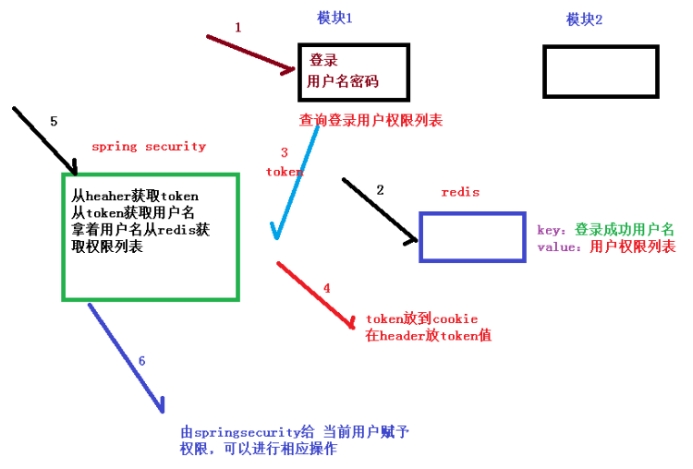 模块1
模块2
1
登录
用户名密码
查询登录用户权限列表
5
spring security
3
token
2
redis
从heaher获取token
从token获取用户名
拿着用户名从redis获
取权限列表
key：登录成功用户名
value：用户权限列表
4
token放到cookie
在header放token值
6
由springsecurity给 当前用户赋予
权限，可以进行相应操作